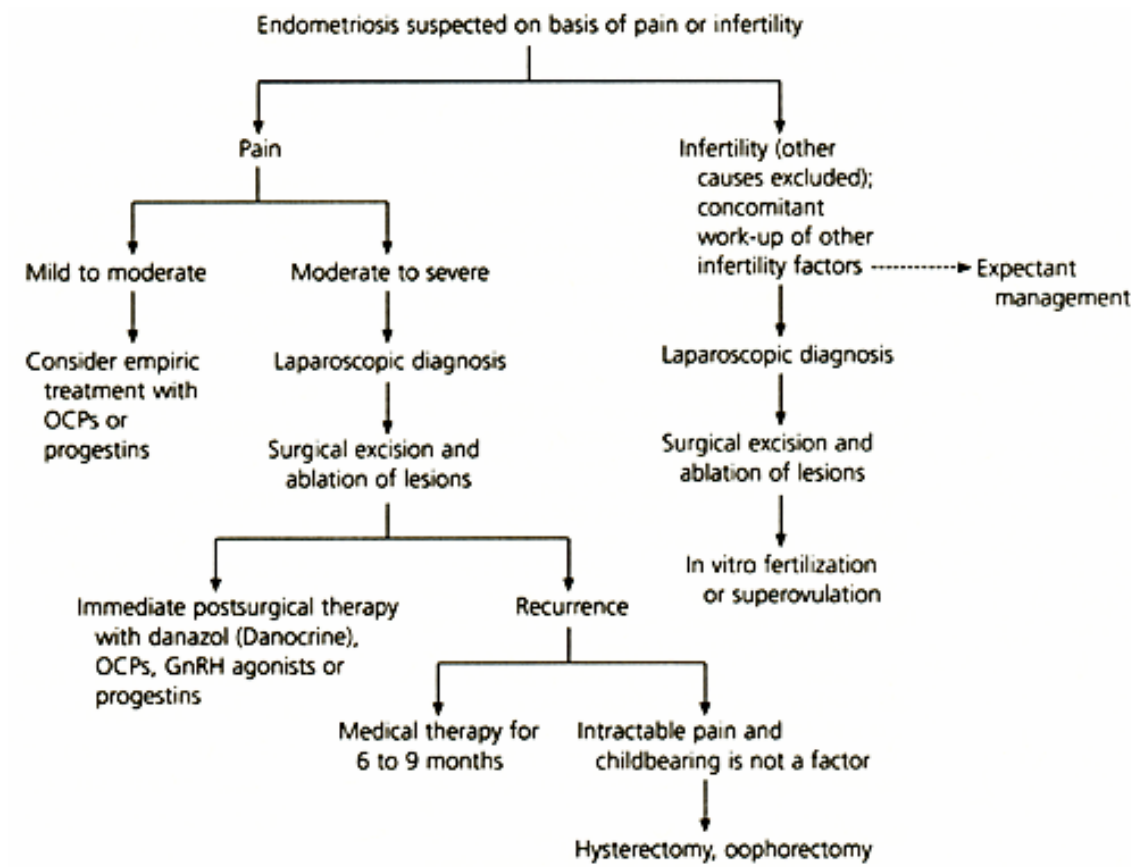 Endometriosis suspected on basis of pain or infertility
Pain
Infertility (other
causes excluded);
concomitant
work-up of other
infertility factors
Expectant
management
Mild to moderate
Moderate to severe
Consider empiric
treatment with
OCPs or
progestins
Laparoscopic diagnosis
Laparoscopic diagnosis
Surgical excision and
ablation of lesions
Surgical excision and
ablation of lesions
In vitro fertilization
or superovulation
Immediate postsurgical therapy
with danazol (Danocrine),
OCPs, GnRH agonists or
progestins
Recurrence
Medical therapy for
6 to 9 months
Intractable pain and
childbearing is not a factor
Hysterectomy, oophorectomy